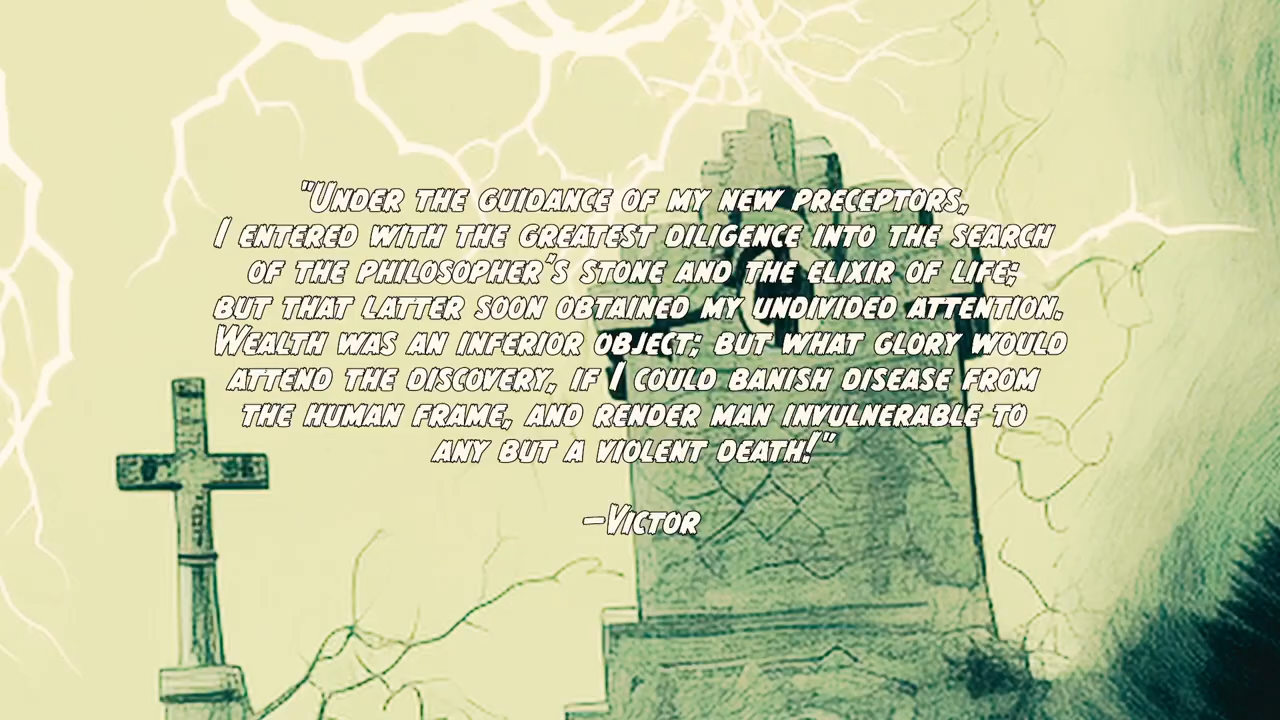 "Under the guidance of my new preceptors,
I entered with the greatest diligence into the search
of the philosopher's stone and the elixir of life;
but that latter soon obtained my undivided attention.
Wealth was an inferior object; but what glory would
attend the discovery, if I could banish disease from
the human frame, and render man invulnerable to
any but a violent death!"
–Victor